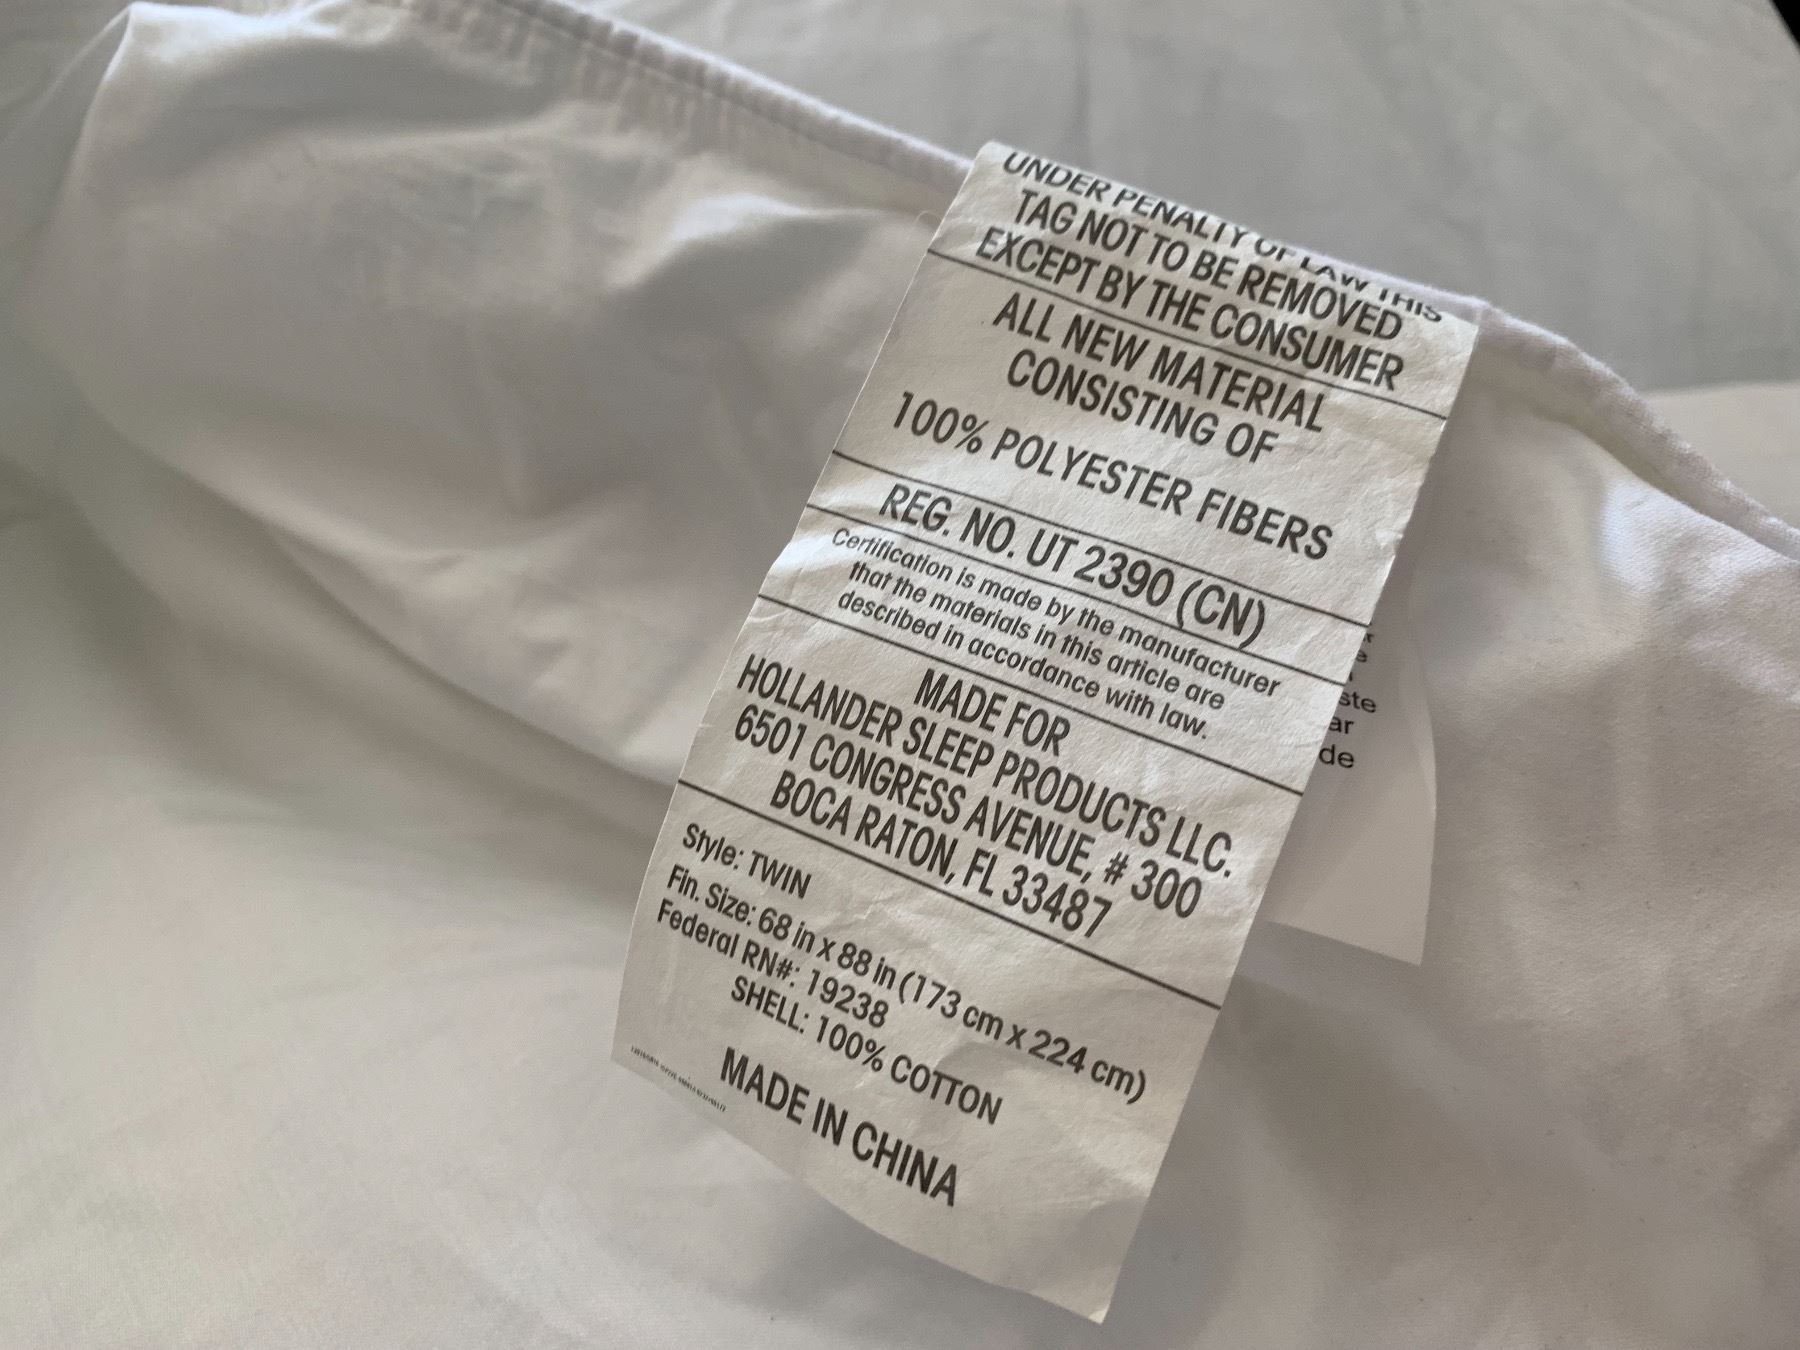 UNDER PENALTY OF LAW THIS
TAG NOT TO BE REMOVED
EXCEPT BY THE CONSUMER
ALL NEW MATERIAL
CONSISTING OF
100% POLYESTER FIBERS
REG. NO. UT 2390 (CN)
Certification is made by the manufacturer
that the materials in this article are
described in accordance with law.
MADE FOR
HOLLANDER SLEEP PRODUCTS LLC.
6501 CONGRESS AVENUE, # 300
BOCA RATON, FL 33487
Style: TWIN
Fin. Size: 68 in x 88 in (173 cm x 224 cm)
Federal RN#: 19238
SHELL: 100% COTTON
MADE IN CHINA
ste
ar
de